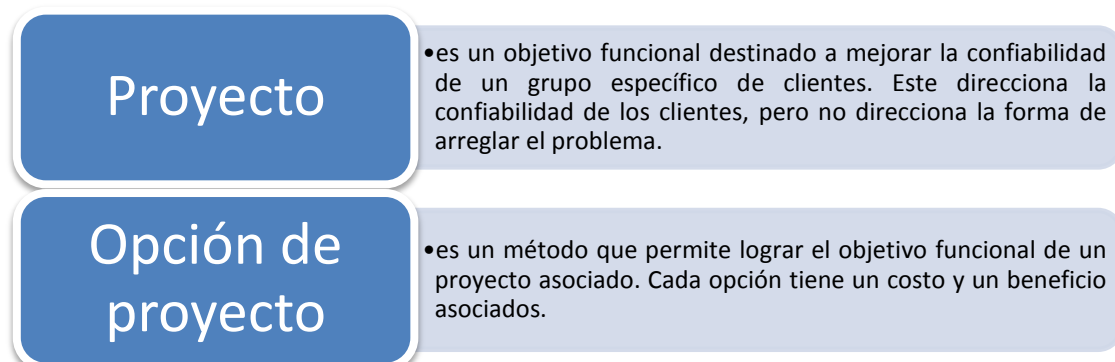 Proyecto
•es un objetivo funcional destinado a mejorar la confiabilidad
de un grupo específico de clientes. Este direcciona la
confiabilidad de los clientes, pero no direcciona la forma de
arreglar el problema.
Opción de
proyecto
•es un método que permite lograr el objetivo funcional de un
proyecto asociado. Cada opción tiene un costo y un beneficio
asociados.